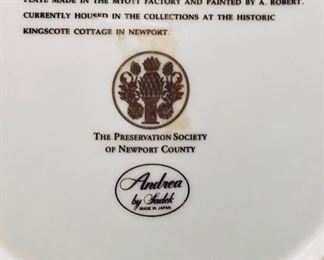 PLATE MADE IN THE MYOTT FACTORY AND PAINTED BY A. ROBERT.
CURRENTLY HOUSED IN THE COLLECTIONS AT THE HISTORIC
KINGSCOTE COTTAGE IN NEWPORT.
THE PRESERVATION SOCIETY
OF NEWPORT COUNTY
Andrea
by Sadek
MADE IN JAPAN